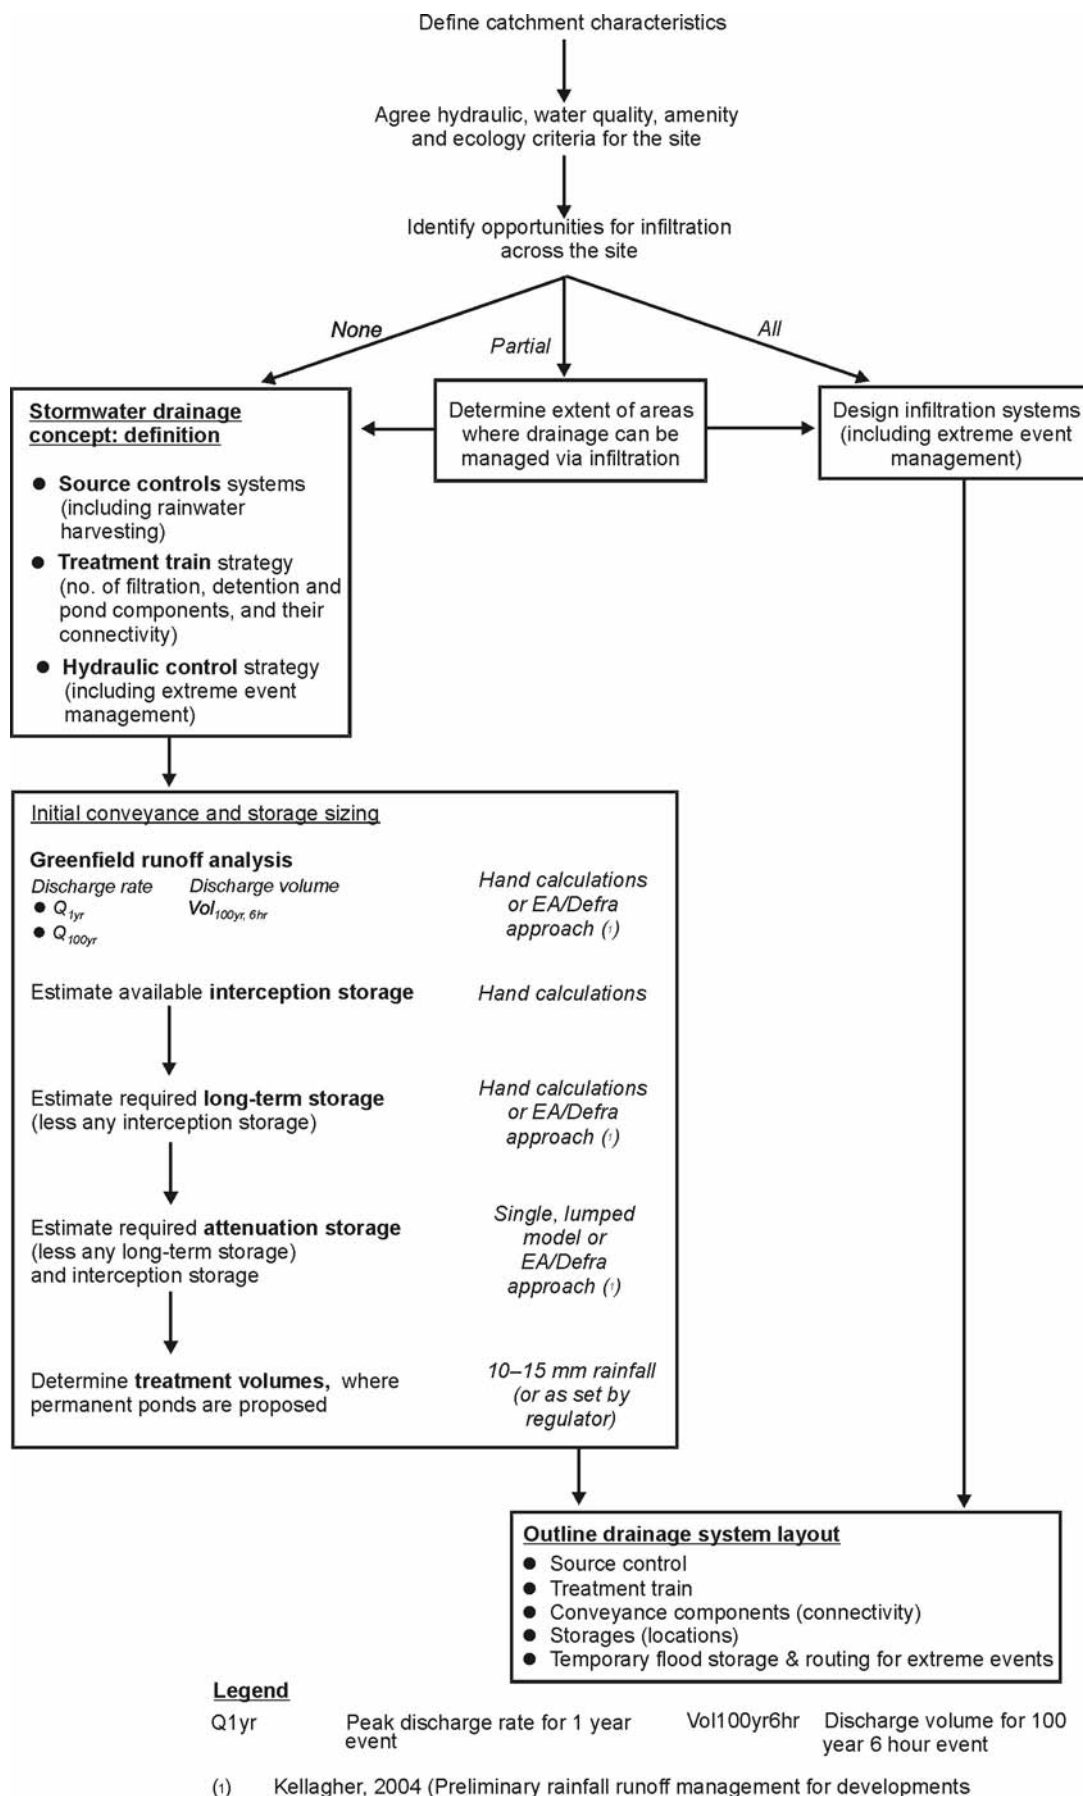 Define catchment characteristics
Agree hydraulic, water quality, amenity
and ecology criteria for the site
Identify opportunities for infiltration
across the site
None
Partial
All
Stormwater drainage
concept: definition
● Source controls systems
(including rainwater
harvesting)
● Treatment train strategy
(no. of filtration, detention and
pond components, and their
connectivity)
● Hydraulic control strategy
(including extreme event
management)
Determine extent of areas
where drainage can be
managed via infiltration
Design infiltration systems
(including extreme event
management)
Initial conveyance and storage sizing
Greenfield runoff analysis
Discharge rate Discharge volume
● Q1yr Vol100yr, 6hr
● Q100yr
Hand calculations
or EA/Defra
approach (1)
Estimate available interception storage
Hand calculations
Estimate required long-term storage
(less any interception storage)
Hand calculations
or EA/Defra
approach (1)
Estimate required attenuation storage
(less any long-term storage)
and interception storage
Single, lumped
model or
EA/Defra
approach (1)
Determine treatment volumes, where
permanent ponds are proposed
10–15 mm rainfall
(or as set by
regulator)
Outline drainage system layout
● Source control
● Treatment train
● Conveyance components (connectivity)
● Storages (locations)
● Temporary flood storage & routing for extreme events
Legend
Q1yr Peak discharge rate for 1 year
event
Vol100yr6hr Discharge volume for 100
year 6 hour event
(1) Kellagher, 2004 (Preliminary rainfall runoff management for developments